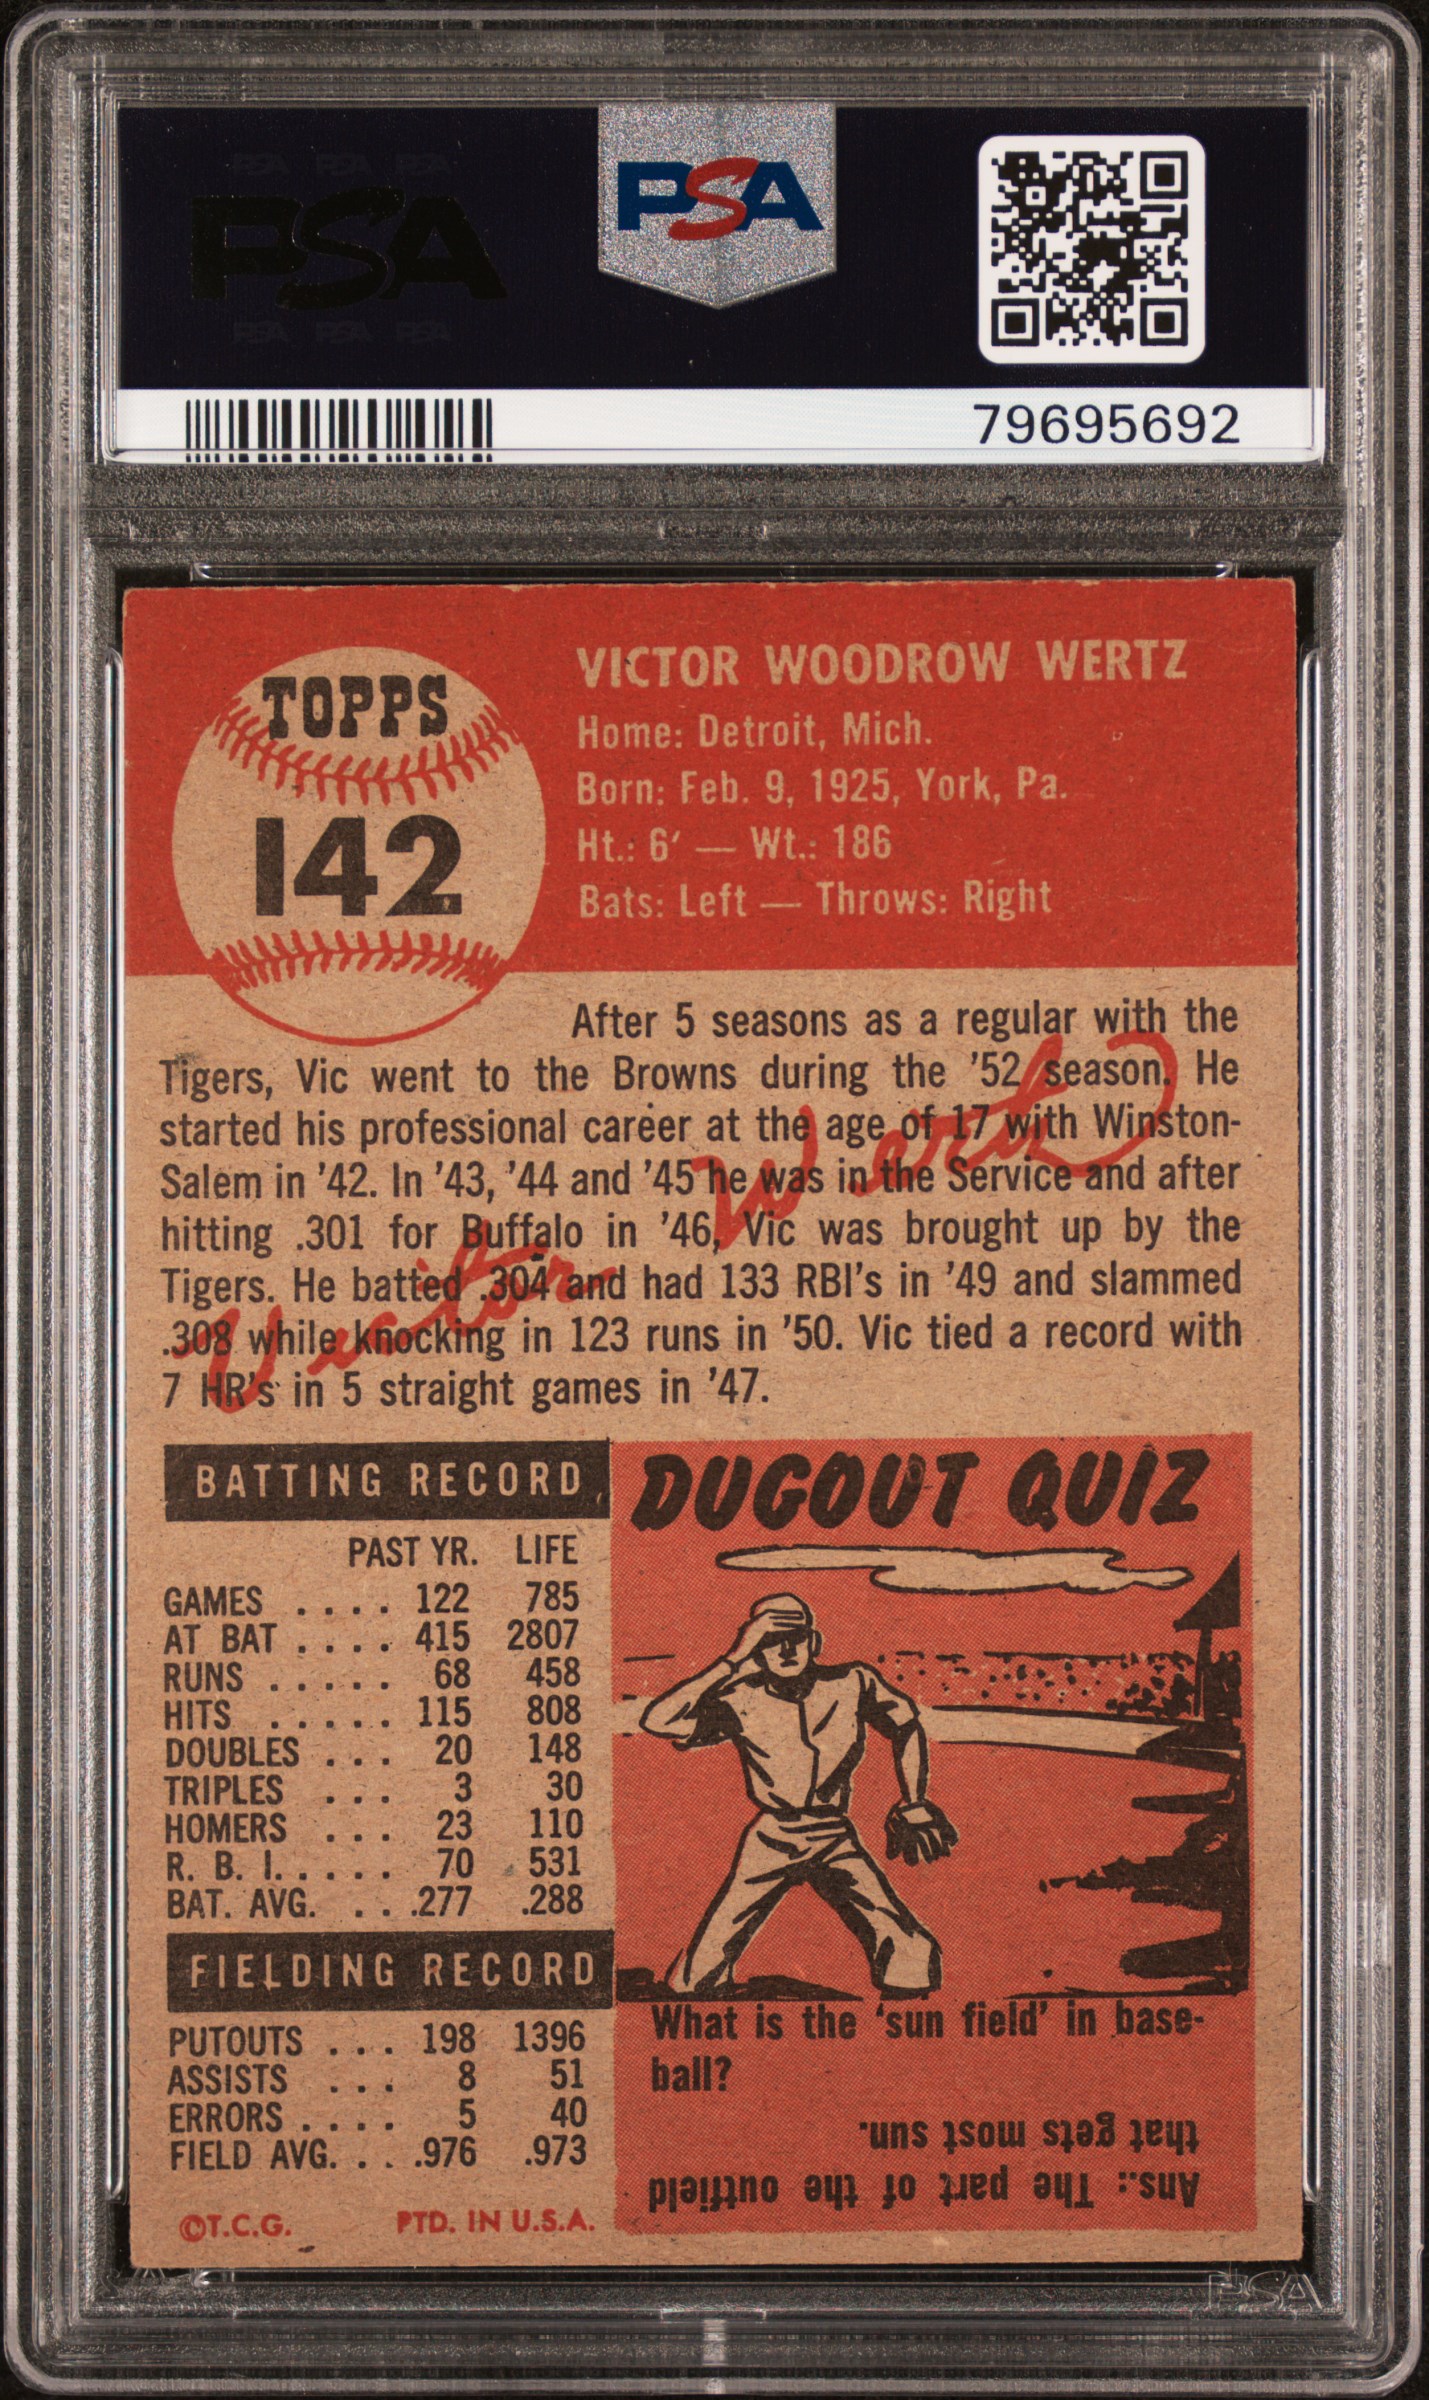 PSA PSA PSA
PSA
PSA PSA PSA
PSA
79695692
TOPPS
142
VICTOR WOODROW WERTZ
Home: Detroit, Mich.
Born: Feb. 9, 1925, York, Pa.
Ht.: 6′ — Wt.: 186
Bats: Left — Throws: Right
After 5 seasons as a regular with the
Tigers, Vic went to the Browns during the ’52 season. He
started his professional career at the age of 17 with Winston-
Salem in ’42. In ’43, ’44 and ’45 he was in the Service and after
hitting .301 for Buffalo in ’46, Vic was brought up by the
Tigers. He batted .304 and had 133 RBI’s in ’49 and slammed
.308 while knocking in 123 runs in ’50. Vic tied a record with
7 HR’s in 5 straight games in ’47.
Victor Wertz
BATTING RECORD
PAST YR. LIFE
GAMES . . . . 122 785
AT BAT . . . . 415 2807
RUNS . . . . . 68 458
HITS . . . . . 115 808
DOUBLES . . . 20 148
TRIPLES . . . 3 30
HOMERS . . . 23 110
R. B. I. . . . . 70 531
BAT. AVG. . . .277 .288
FIELDING RECORD
PUTOUTS . . . 198 1396
ASSISTS . . . 8 51
ERRORS . . . . 5 40
FIELD AVG. . . .976 .973
©T.C.G. PTD. IN U.S.A.
DUGOUT QUIZ
What is the ‘sun field’ in base-
ball?
Ans.: The part of the outfield
that gets most sun.
PSA